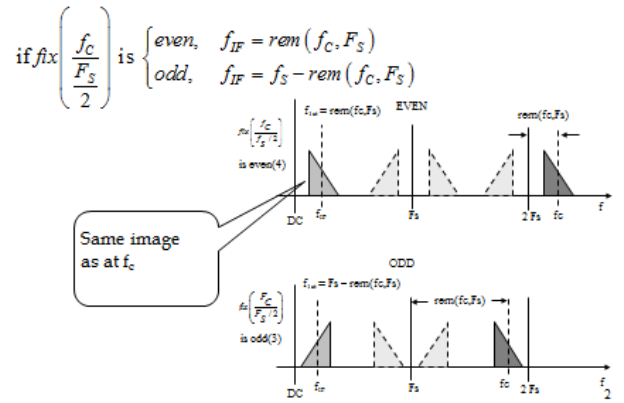 if fix(f_C / (F_S / 2)) is { even, f_IF = rem(f_C, F_S)
odd, f_IF = f_S − rem(f_C, F_S)
EVEN
f_int = rem(fc,Fs)
rem(fc,Fs)
fix[f_C / (f_S /2)]
is even(4)
DC
f_IF
Fs
2 Fs
fc
f
Same image
as at f_c
ODD
f_int = Fs − rem(fc,Fs)
rem(fc,Fs)
fix(F_C / (F_S /2))
is odd(3)
DC
f_IF
Fs
fc
2 Fs
f
2